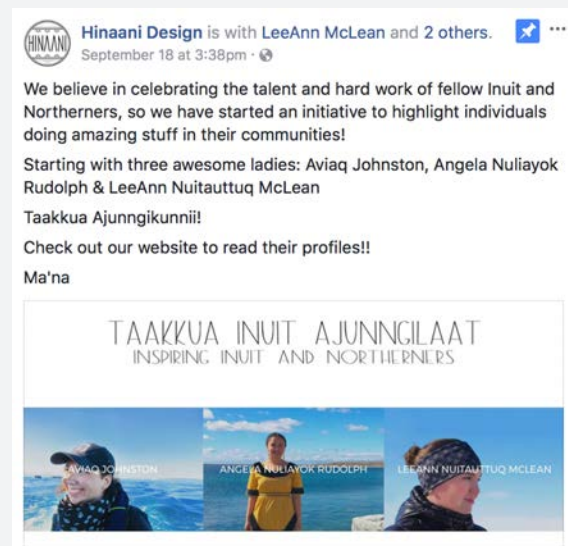 HINAANI
Hinaani Design is with LeeAnn McLean and 2 others.
September 18 at 3:38pm ·
We believe in celebrating the talent and hard work of fellow Inuit and
Northerners, so we have started an initiative to highlight individuals
doing amazing stuff in their communities!
Starting with three awesome ladies: Aviaq Johnston, Angela Nuliayok
Rudolph & LeeAnn Nuitauttuq McLean
Taakkua Ajunngikunnii!
Check out our website to read their profiles!!
Ma'na
TAAKKUA INUIT AJUNNGILAAT
INSPIRING INUIT AND NORTHERNERS
AVIAQ JOHNSTON
ANGELA NULIAYOK RUDOLPH
LEEANN NUITAUTTUQ MCLEAN